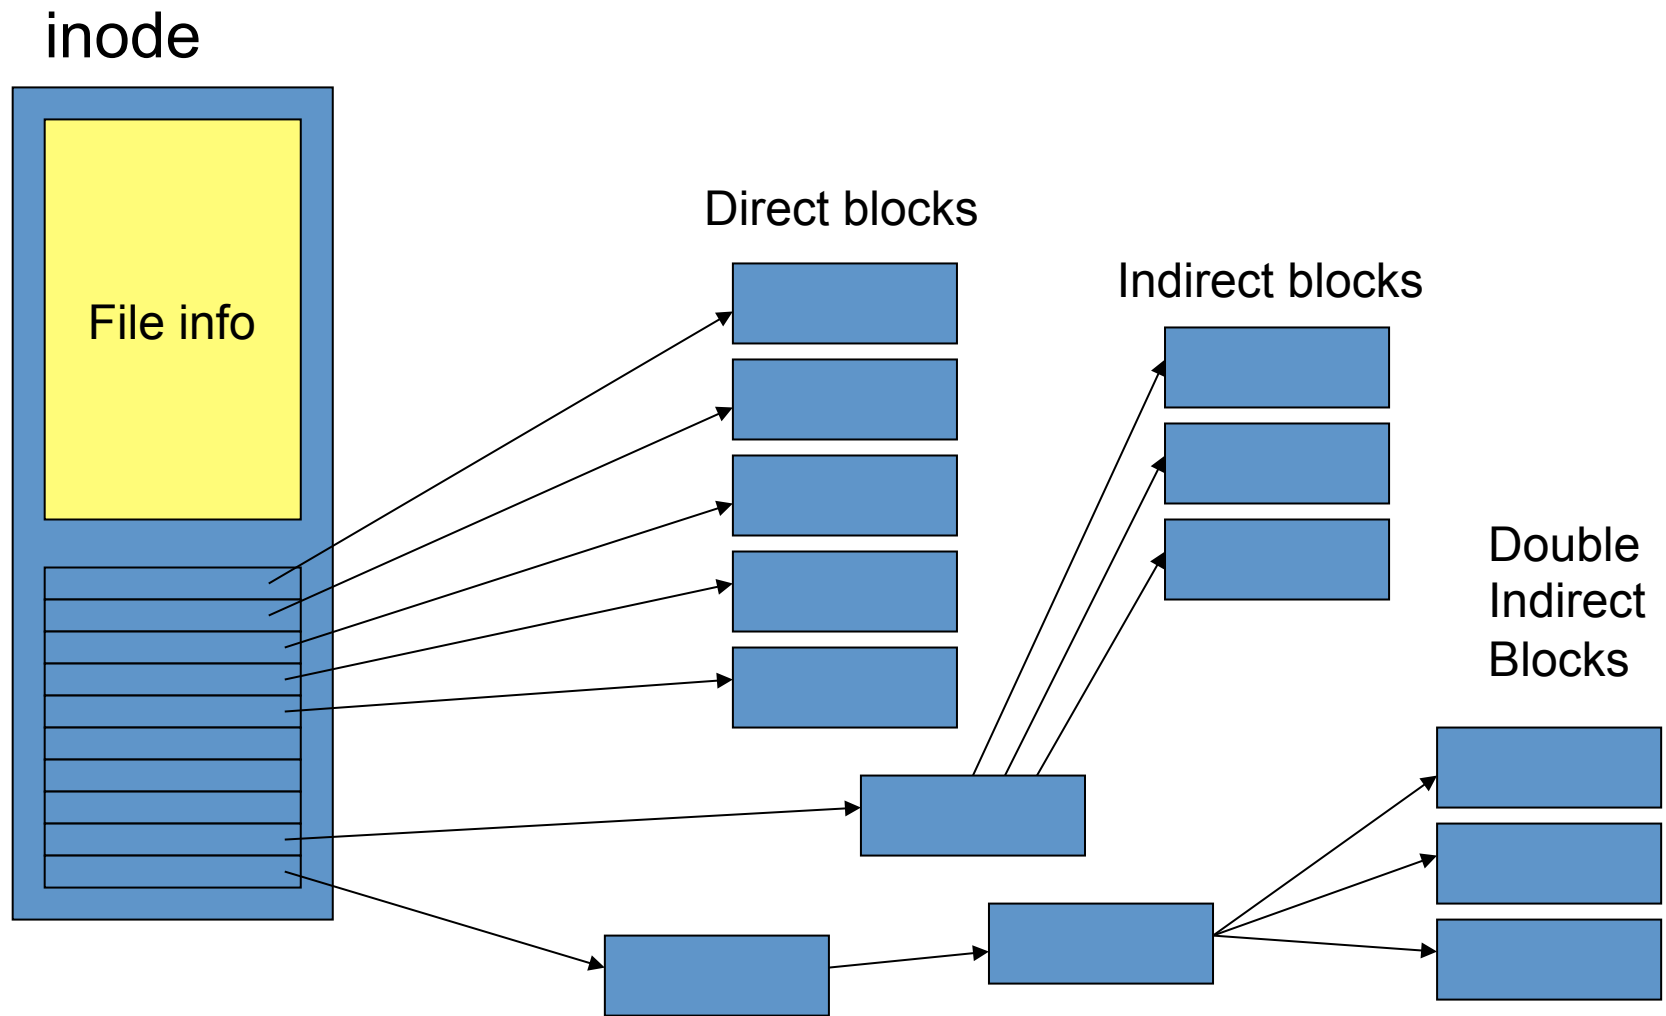 inode
File info
Direct blocks
Indirect blocks
Double
Indirect
Blocks